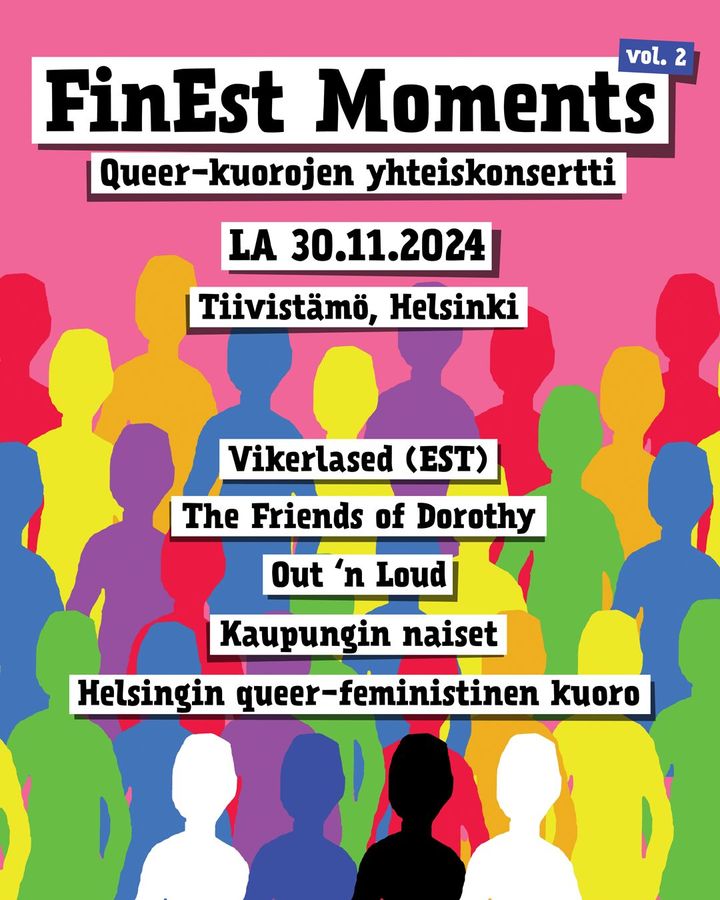 vol. 2
FinEst Moments
Queer-kuorojen yhteiskonsertti
LA 30.11.2024
Tiivistämö, Helsinki
Vikerlased (EST)
The Friends of Dorothy
Out ‘n Loud
Kaupungin naiset
Helsingin queer-feministinen kuoro